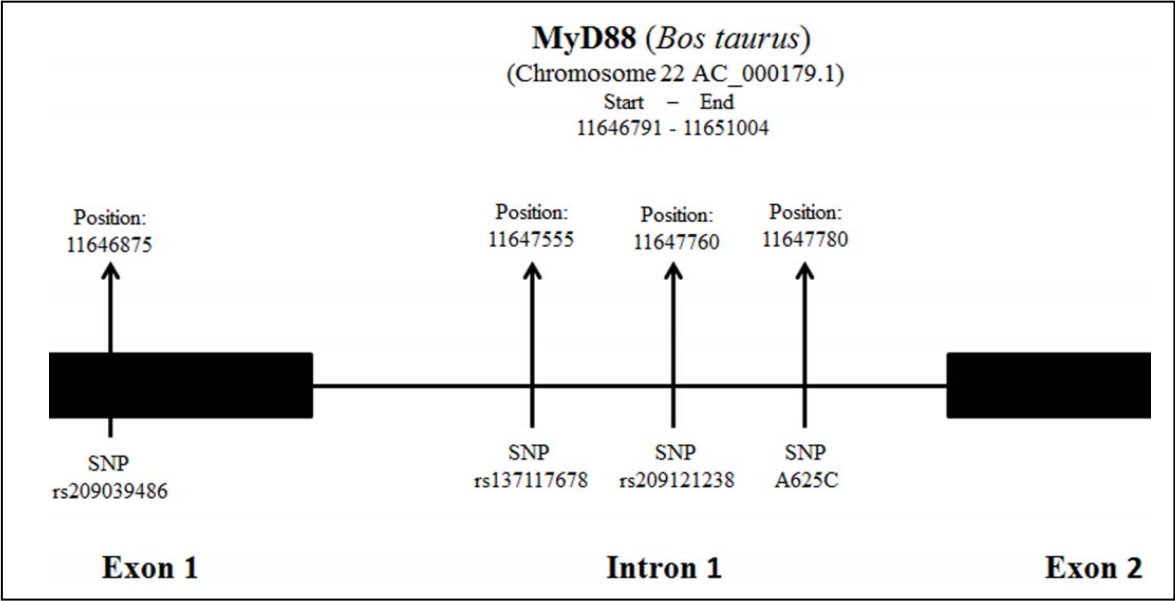 MyD88 (Bos taurus)
(Chromosome 22 AC_000179.1)
Start – End
11646791 - 11651004
Position:
11646875
Position:
11647555
Position:
11647760
Position:
11647780
SNP
rs209039486
SNP
rs137117678
SNP
rs209121238
SNP
A625C
Exon 1
Intron 1
Exon 2